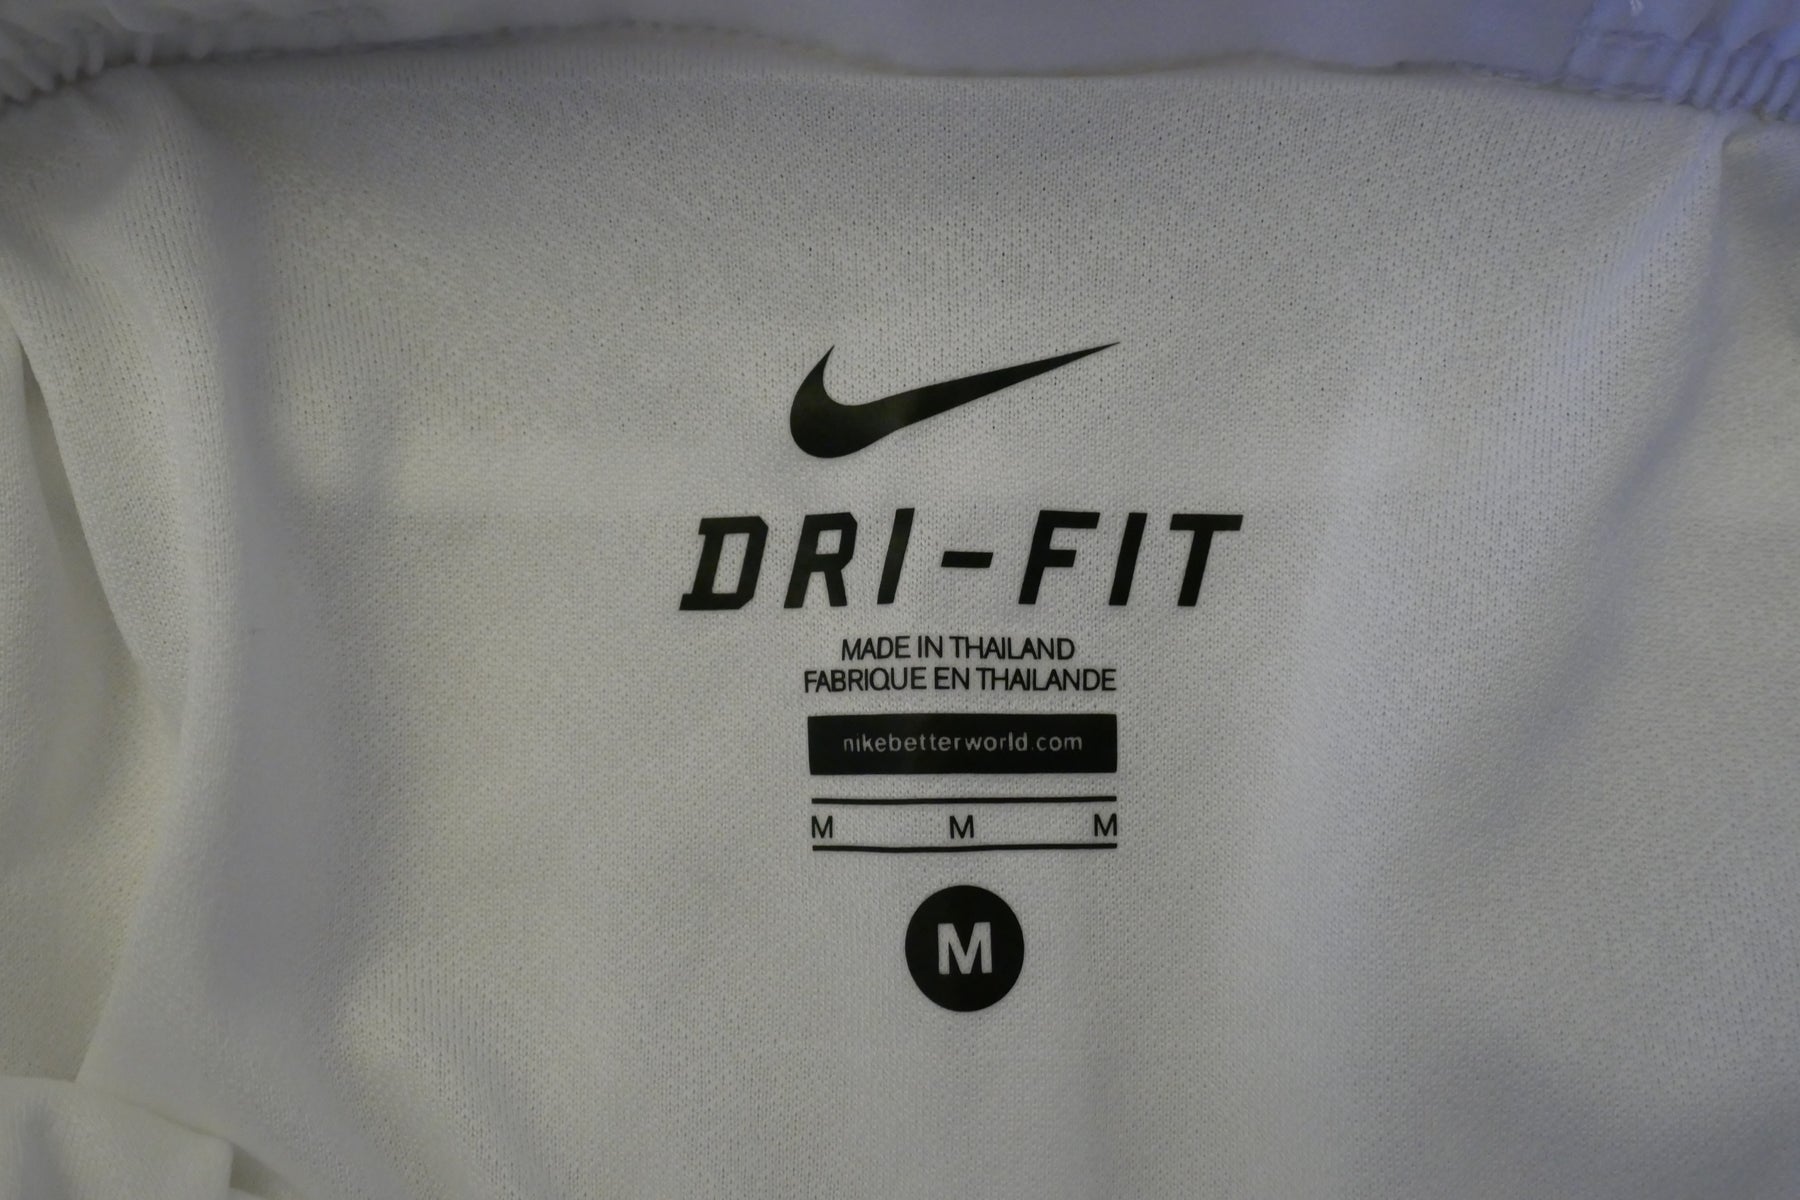 DRI-FIT
MADE IN THAILAND
FABRIQUE EN THAILANDE
nikebetterworld.com
M M M
M